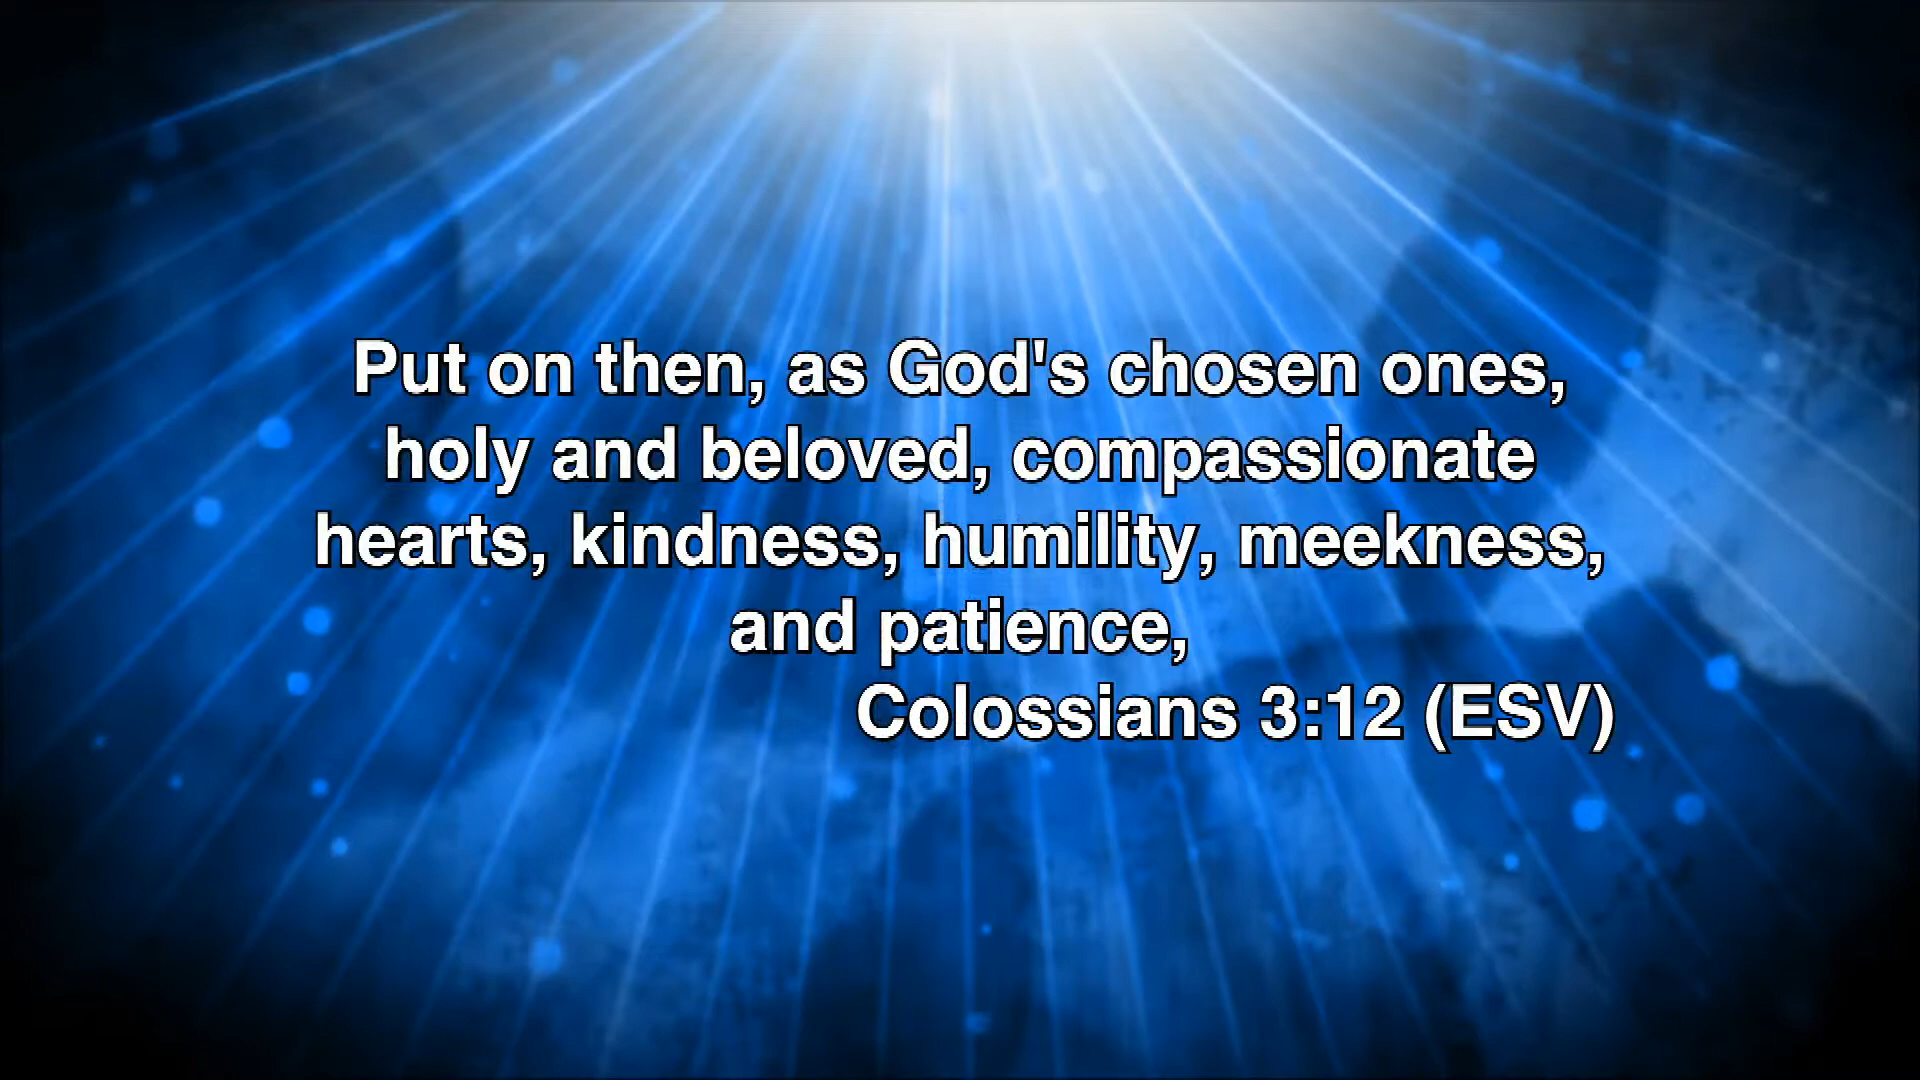 Put on then, as God's chosen ones,
holy and beloved, compassionate
hearts, kindness, humility, meekness,
and patience,
Colossians 3:12 (ESV)